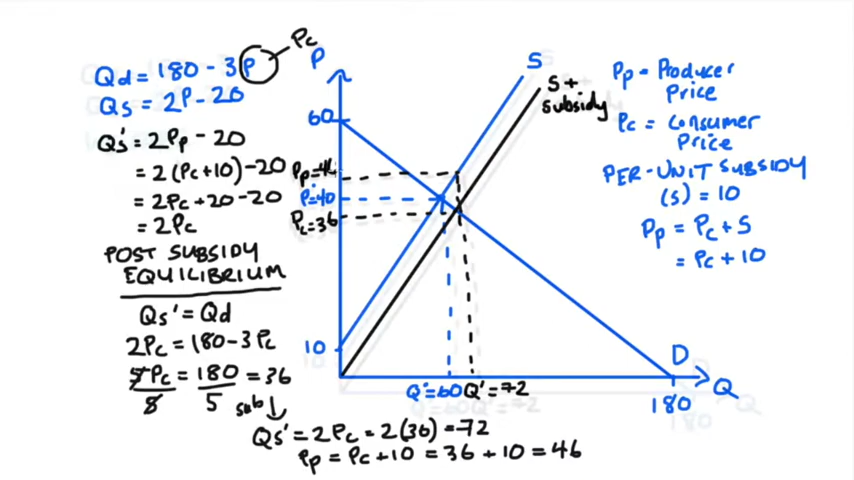 Qd = 180 - 3P
Pc
Qs = 2P - 20
Qs' = 2Pp - 20
= 2(Pc+10) - 20
= 2Pc + 20 - 20
= 2Pc
POST SUBSIDY
EQUILIBRIUM
Qs' = Qd
2Pc = 180 - 3Pc
5Pc = 180 = 36
5 5
sub
Qs' = 2Pc = 2(36) = 72
Pp = Pc + 10 = 36 + 10 = 46
P
60
Pp=46
P*=40
Pc=36
10
S
S +
subsidy
D
Q
180
Q*=60 Q'=72
Pp = Producer
Price
Pc = Consumer
Price
PER-UNIT SUBSIDY
(s) = 10
Pp = Pc + S
= Pc + 10